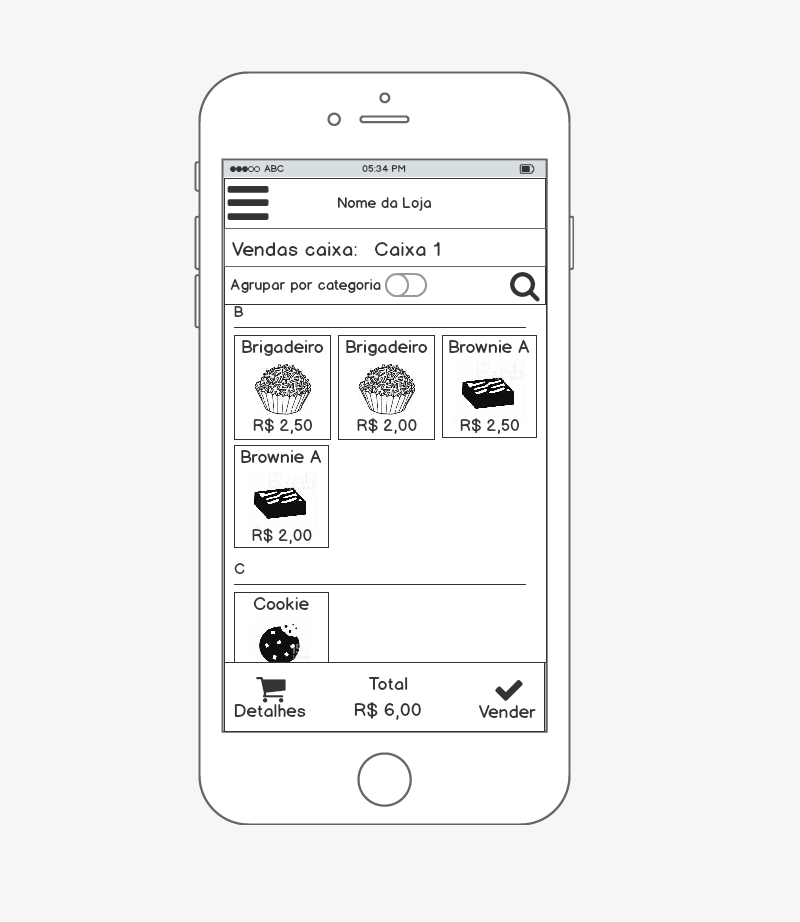 ABC 05:34 PM
Nome da Loja
Vendas caixa: Caixa 1
Agrupar por categoria
B
Brigadeiro Brigadeiro Brownie A
R$ 2,50 R$ 2,00 R$ 2,50
Brownie A
R$ 2,00
C
Cookie
Total
R$ 6,00
Detalhes Vender